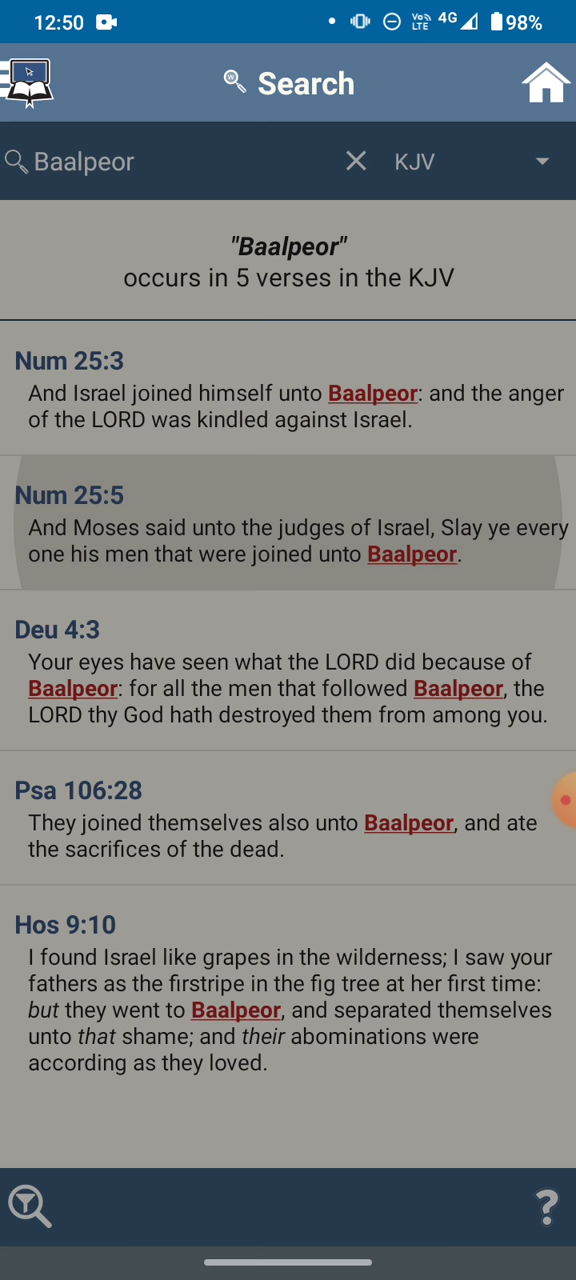 12:50 Vo LTE 4G 98%
Search
Baalpeor KJV
"Baalpeor"
occurs in 5 verses in the KJV
Num 25:3
And Israel joined himself unto Baalpeor: and the anger
of the LORD was kindled against Israel.
Num 25:5
And Moses said unto the judges of Israel, Slay ye every
one his men that were joined unto Baalpeor.
Deu 4:3
Your eyes have seen what the LORD did because of
Baalpeor: for all the men that followed Baalpeor, the
LORD thy God hath destroyed them from among you.
Psa 106:28
They joined themselves also unto Baalpeor, and ate
the sacrifices of the dead.
Hos 9:10
I found Israel like grapes in the wilderness; I saw your
fathers as the firstripe in the fig tree at her first time:
but they went to Baalpeor, and separated themselves
unto that shame; and their abominations were
according as they loved.
?